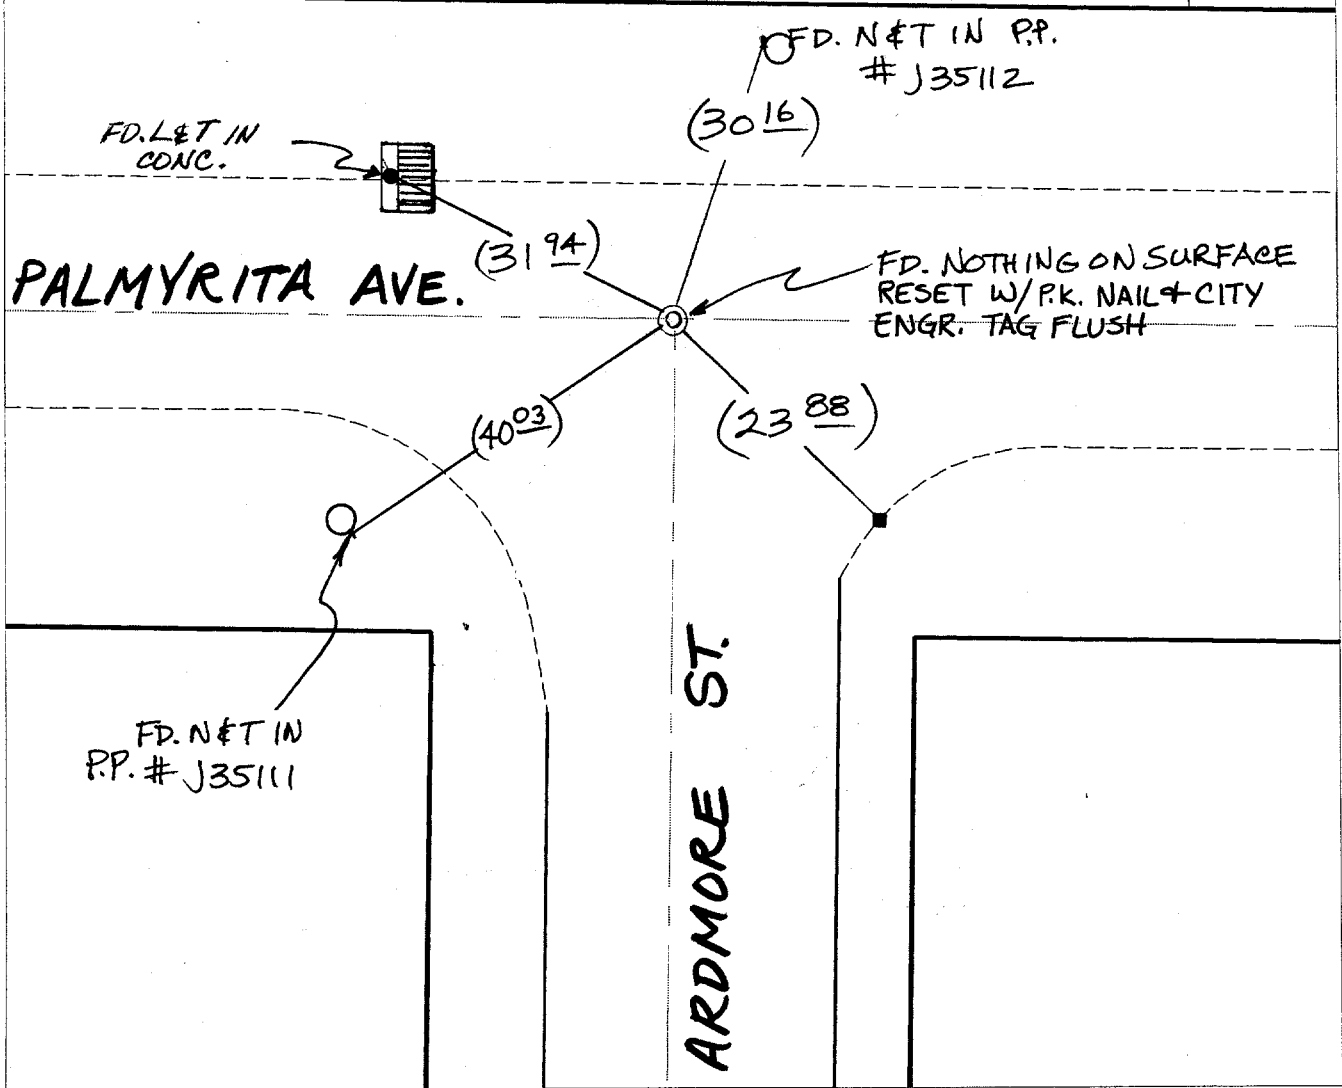 FD. N&T IN P.P.
# J35112
(30 16)
FD. L&T IN
CONC.
(31 94)
PALMYRITA AVE.
FD. NOTHING ON SURFACE
RESET W/P.K. NAIL & CITY
ENGR. TAG FLUSH
(40 03)
(23 88)
FD. N&T IN
P.P. # J35111
ARDMORE ST.